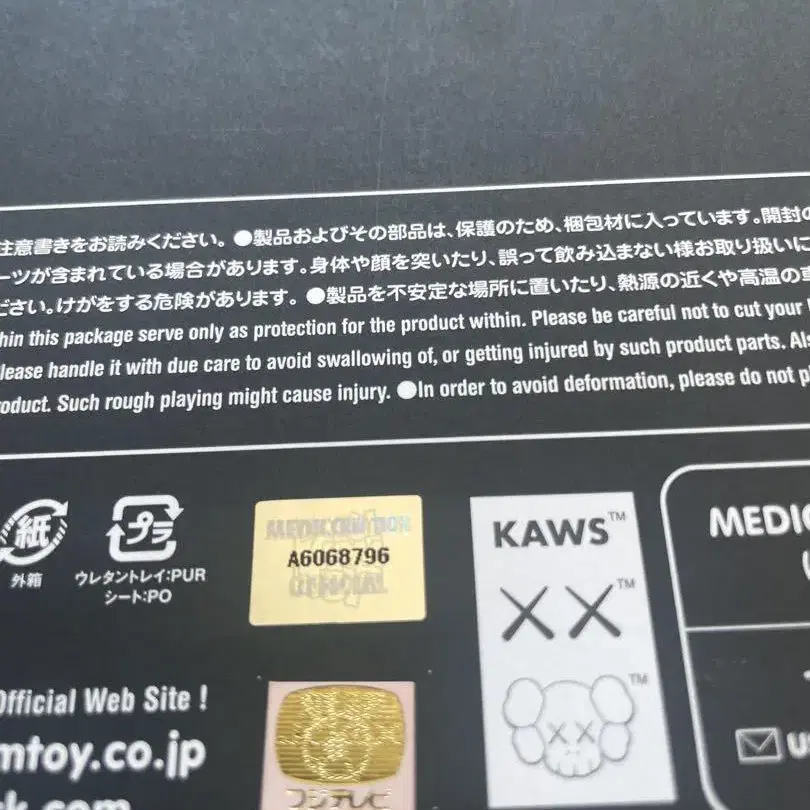 注意書きをお読みください。●製品およびその部品は、保護のため、梱包材に入っています。開封の
ーツが含まれている場合があります。身体や顔を突いたり、誤って飲み込まない様お取り扱いに
ださい。けがをする危険があります。●製品を不安定な場所に置いたり、熱源の近くや高温の車
hin this package serve only as protection for the product within. Please be careful not to cut your
lease handle it with due care to avoid swallowing of, or getting injured by such product parts. Als
roduct. Such rough playing might cause injury. ●In order to avoid deformation, please do not pl
紙
外箱
プラ
ウレタントレイ:PUR
シート:PO
MEDICOM TOY
A6068796
OFFICIAL
KAWS™
XX™
™
MEDIC
Official Web Site !
mtoy.co.jp
k.com
フジテレビ
us